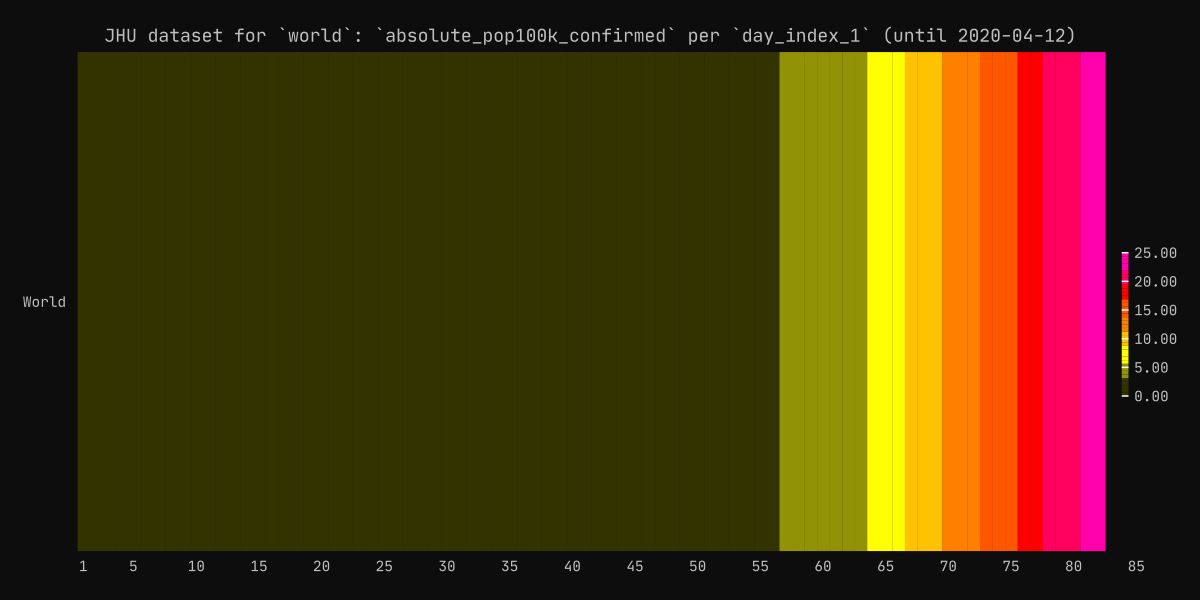 JHU dataset for `world`: `absolute_pop100k_confirmed` per `day_index_1` (until 2020-04-12)
World
25.00
20.00
15.00
10.00
5.00
0.00
1 5 10 15 20 25 30 35 40 45 50 55 60 65 70 75 80 85